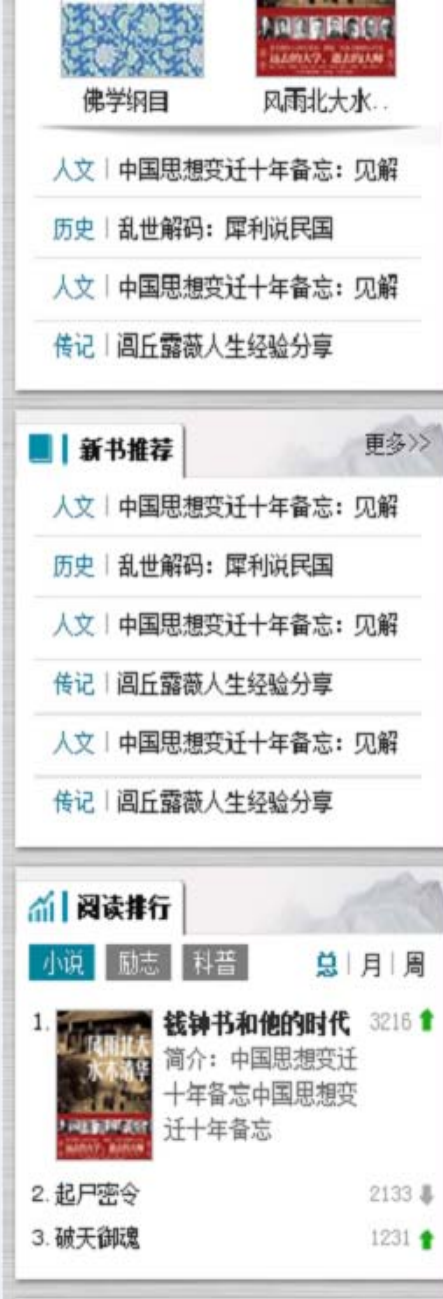 佛学纲目 风雨北大水..
人文 | 中国思想变迁十年备忘：见解
历史 | 乱世解码：犀利说民国
人文 | 中国思想变迁十年备忘：见解
传记 | 闾丘露薇人生经验分享
新书推荐 更多>>
人文 | 中国思想变迁十年备忘：见解
历史 | 乱世解码：犀利说民国
人文 | 中国思想变迁十年备忘：见解
传记 | 闾丘露薇人生经验分享
人文 | 中国思想变迁十年备忘：见解
传记 | 闾丘露薇人生经验分享
阅读排行
小说 励志 科普 总 | 月 | 周
1. 钱钟书和他的时代 3216
简介：中国思想变迁
十年备忘中国思想变
迁十年备忘
风雨北大
水木清华
2. 起尸密令 2133
3. 破天御魂 1231